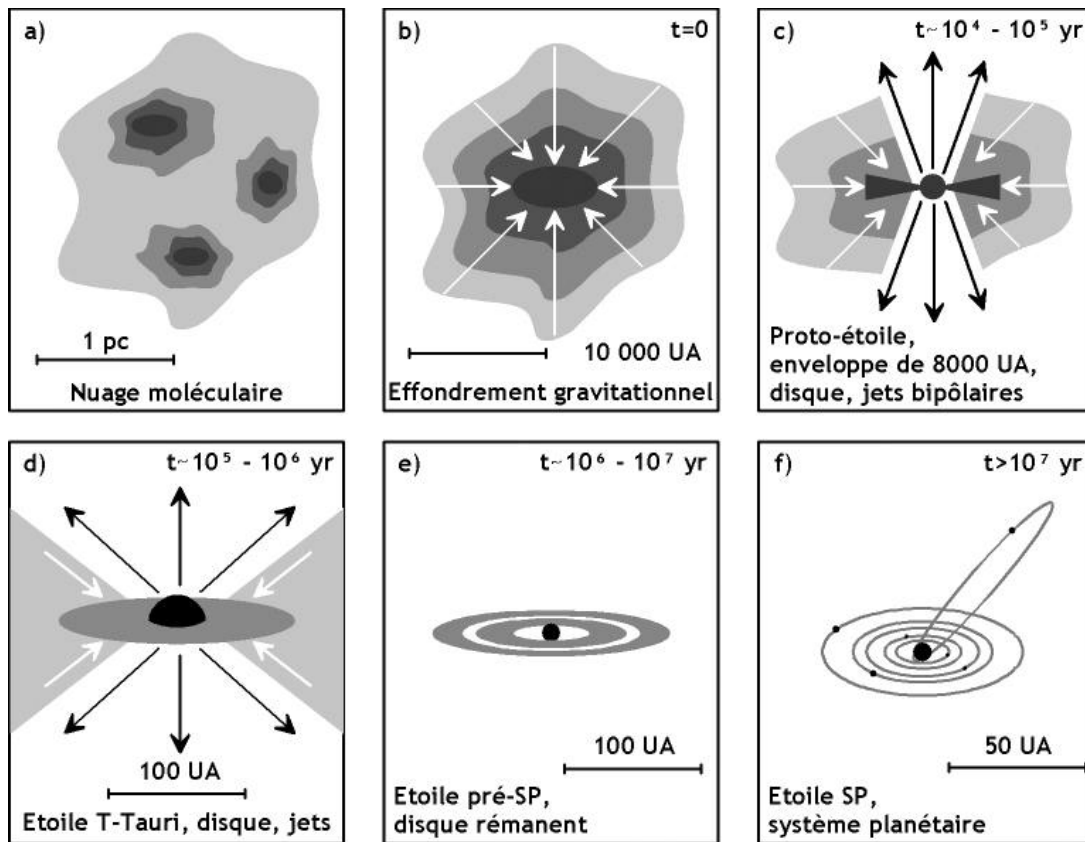 a)
1 pc
Nuage moléculaire
b) t=0
10 000 UA
Effondrement gravitationnel
c) t~10⁴ - 10⁵ yr
Proto-étoile,
enveloppe de 8000 UA,
disque, jets bipôlaires
d) t~10⁵ - 10⁶ yr
100 UA
Etoile T-Tauri, disque, jets
e) t~10⁶ - 10⁷ yr
100 UA
Etoile pré-SP,
disque rémanent
f) t>10⁷ yr
50 UA
Etoile SP,
système planétaire